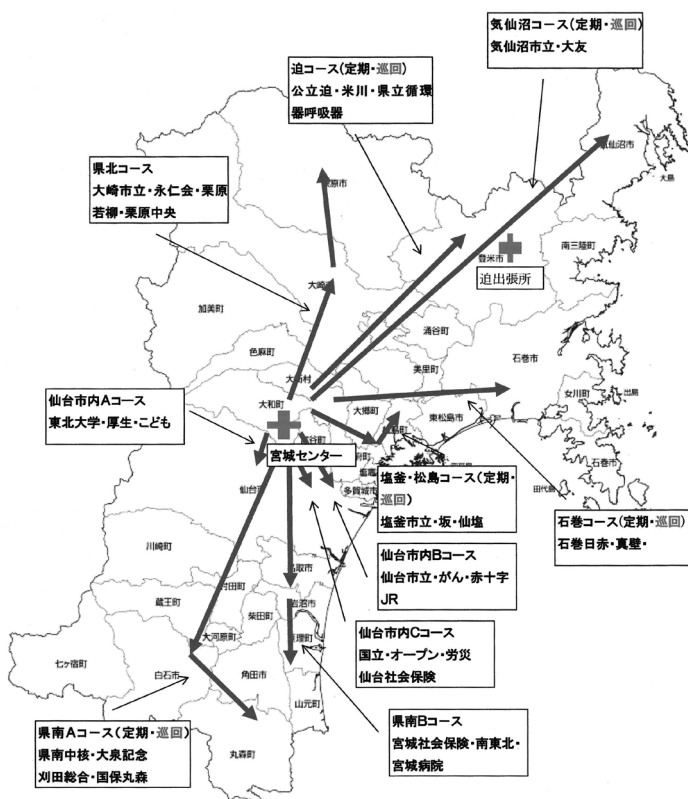 気仙沼コース(定期・巡回)
気仙沼市立・大友
迫コース(定期・巡回)
公立迫・米川・県立循環
器呼吸器
県北コース
大崎市立・永仁会・栗原
若柳・栗原中央
気仙沼市
大島
栗原市
南三陸町
登米市
迫出張所
大崎
加美町
涌谷町
色麻町
石巻市
美里町
大衡村
女川町
出島
仙台市内Aコース
東北大学・厚生・こども
大和町
大郷町
東松島市
松島町
宮城センター
石巻市
塩釜・松島コース(定期・
巡回)
塩釜市立・坂・仙塩
多賀城市
仙台市
田代島
石巻コース(定期・巡回)
石巻日赤・真壁・
川崎町
仙台市内Bコース
仙台市立・がん・赤十字
JR
名取市
村田町
岩沼市
蔵王町
柴田町
大河原町
亘理町
仙台市内Cコース
国立・オープン・労災
仙台社会保険
七ヶ宿町
白石市
角田市
山元町
県南Aコース(定期・巡回)
県南中核・大泉記念
刈田総合・国保丸森
丸森町
県南Bコース
宮城社会保険・南東北・
宮城病院